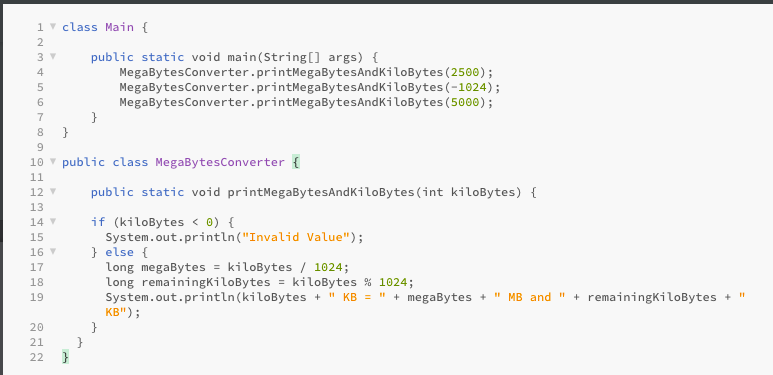 1 class Main {
2
3     public static void main(String[] args) {
4         MegaBytesConverter.printMegaBytesAndKiloBytes(2500);
5         MegaBytesConverter.printMegaBytesAndKiloBytes(-1024);
6         MegaBytesConverter.printMegaBytesAndKiloBytes(5000);
7     }
8 }
9
10 public class MegaBytesConverter {
11
12     public static void printMegaBytesAndKiloBytes(int kiloBytes) {
13
14     if (kiloBytes < 0) {
15       System.out.println("Invalid Value");
16     } else {
17       long megaBytes = kiloBytes / 1024;
18       long remainingKiloBytes = kiloBytes % 1024;
19       System.out.println(kiloBytes + " KB = " + megaBytes + " MB and " + remainingKiloBytes + "
      KB");
20     }
21   }
22 }